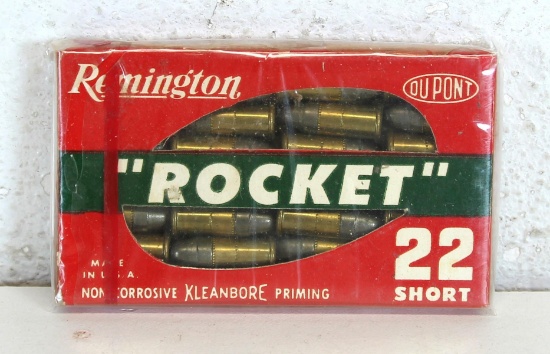 Remington
DU PONT
"ROCKET"
MADE
IN U.S.A.
22
SHORT
NON-CORROSIVE KLEANBORE PRIMING